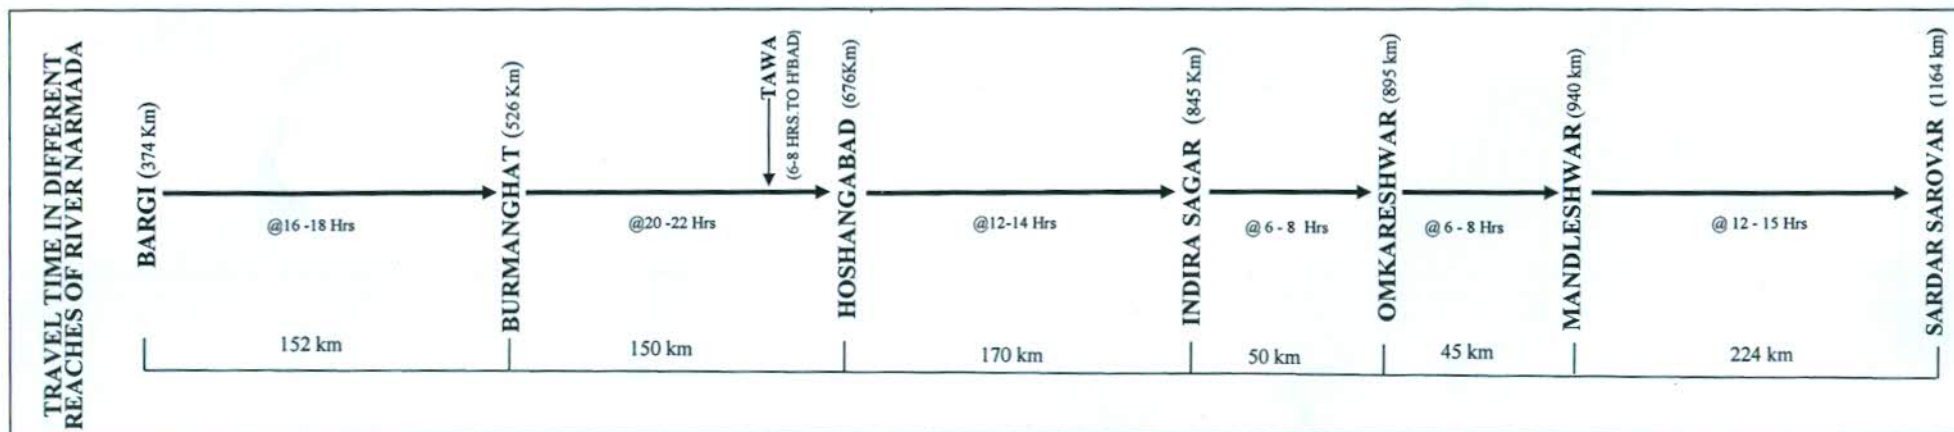 TRAVEL TIME IN DIFFERENT
REACHES OF RIVER NARMADA
BARGI (374 Km)
@16 -18 Hrs
BURMANGHAT (526 Km)
@20 -22 Hrs
TAWA
(6-8 HRS. TO H'BAD)
HOSHANGABAD (676Km)
@12-14 Hrs
INDIRA SAGAR (845 Km)
@ 6 - 8 Hrs
OMKARESHWAR (895 km)
@ 6 - 8 Hrs
MANDLESHWAR (940 km)
@ 12 - 15 Hrs
SARDAR SAROVAR (1164 km)
152 km
150 km
170 km
50 km
45 km
224 km